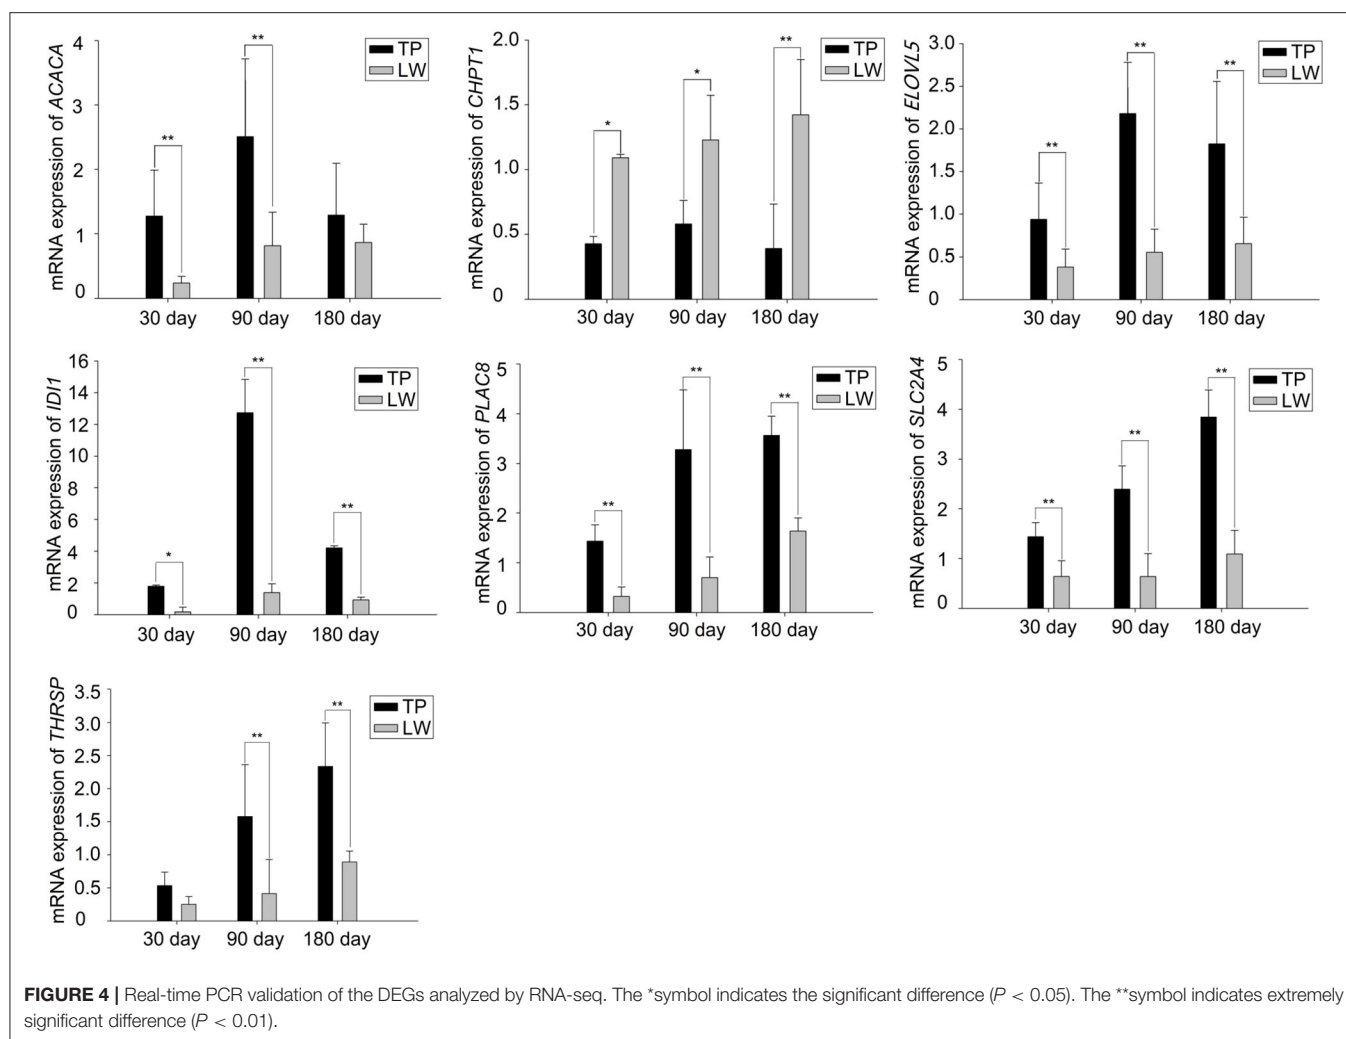 mRNA expression of ACACA
4
3
2
1
0
**
**
TP
LW
30 day
90 day
180 day
mRNA expression of CHPT1
2.0
1.5
1.0
0.5
0.0
*
*
**
TP
LW
30 day
90 day
180 day
mRNA expression of ELOVL5
3.0
2.5
2.0
1.5
1.0
0.5
0
**
**
**
TP
LW
30 day
90 day
180 day
mRNA expression of IDI1
16
14
12
10
8
6
4
2
0
*
**
**
TP
LW
30 day
90 day
180 day
mRNA expression of PLAC8
5
4
3
2
1
0
**
**
**
TP
LW
30 day
90 day
180 day
mRNA expression of SLC2A4
5
4
3
2
1
0
**
**
**
TP
LW
30 day
90 day
180 day
mRNA expression of THRSP
3.5
3.0
2.5
2.0
1.5
1.0
0.5
0
**
**
TP
LW
30 day
90 day
180 day
FIGURE 4 | Real-time PCR validation of the DEGs analyzed by RNA-seq. The *symbol indicates the significant difference (P < 0.05). The **symbol indicates extremely
significant difference (P < 0.01).